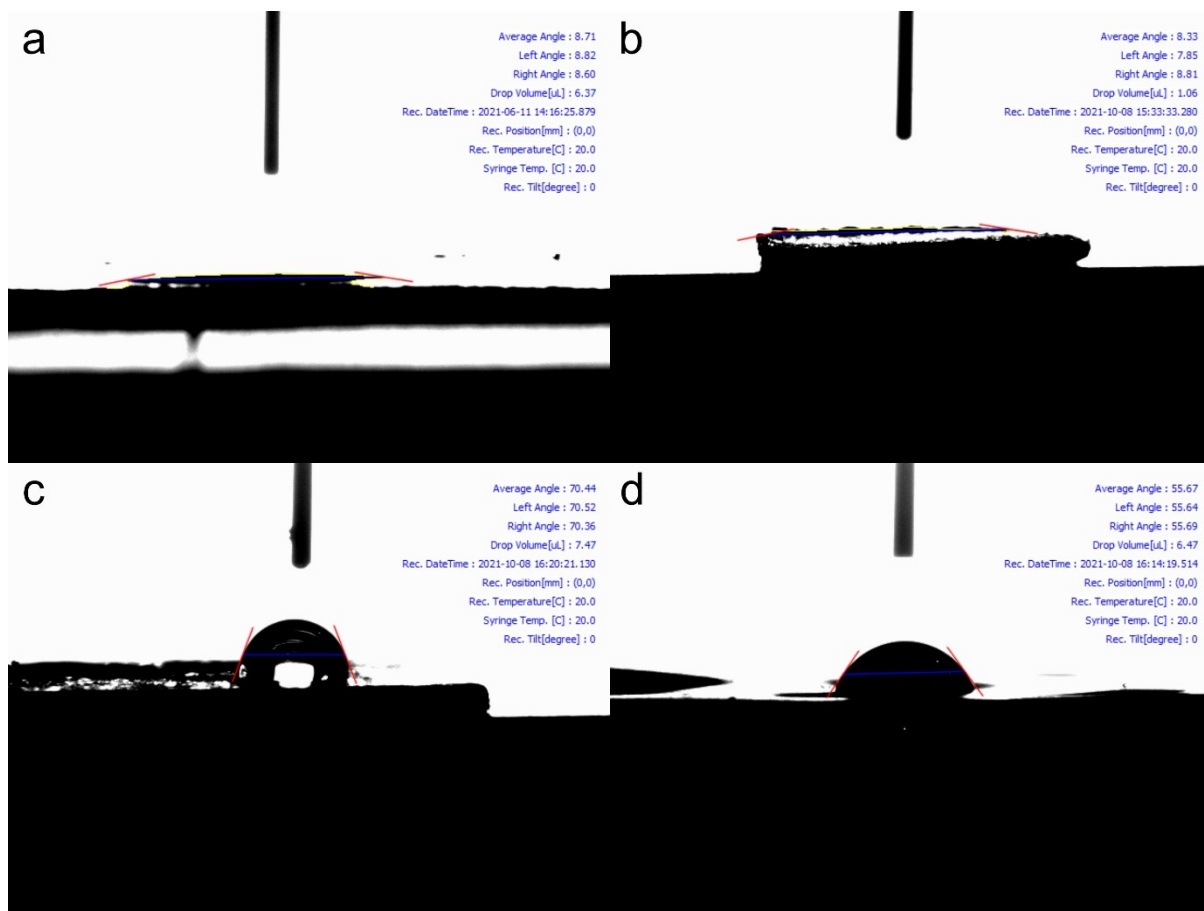 a
Average Angle : 8.71
Left Angle : 8.82
Right Angle : 8.60
Drop Volume[uL] : 6.37
Rec. DateTime : 2021-06-11 14:16:25.879
Rec. Position[mm] : (0,0)
Rec. Temperature[C] : 20.0
Syringe Temp. [C] : 20.0
Rec. Tilt[degree] : 0
b
Average Angle : 8.33
Left Angle : 7.85
Right Angle : 8.81
Drop Volume[uL] : 1.06
Rec. DateTime : 2021-10-08 15:33:33.280
Rec. Position[mm] : (0,0)
Rec. Temperature[C] : 20.0
Syringe Temp. [C] : 20.0
Rec. Tilt[degree] : 0
c
Average Angle : 70.44
Left Angle : 70.52
Right Angle : 70.36
Drop Volume[uL] : 7.47
Rec. DateTime : 2021-10-08 16:20:21.130
Rec. Position[mm] : (0,0)
Rec. Temperature[C] : 20.0
Syringe Temp. [C] : 20.0
Rec. Tilt[degree] : 0
d
Average Angle : 55.67
Left Angle : 55.64
Right Angle : 55.69
Drop Volume[uL] : 6.47
Rec. DateTime : 2021-10-08 16:14:19.514
Rec. Position[mm] : (0,0)
Rec. Temperature[C] : 20.0
Syringe Temp. [C] : 20.0
Rec. Tilt[degree] : 0